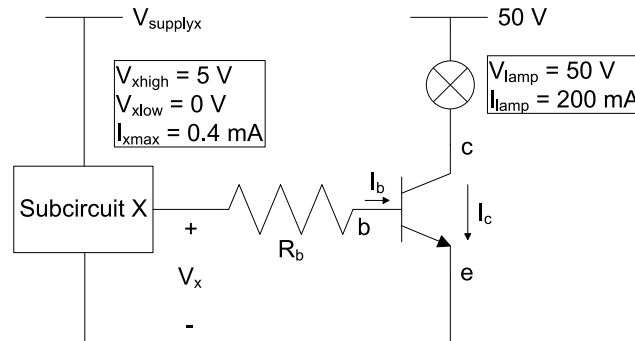 V_supplyx
50 V
V_xhigh = 5 V
V_xlow = 0 V
I_xmax = 0.4 mA
V_lamp = 50 V
I_lamp = 200 mA
c
Subcircuit X
I_b
+
R_b
b
I_c
V_x
e
-